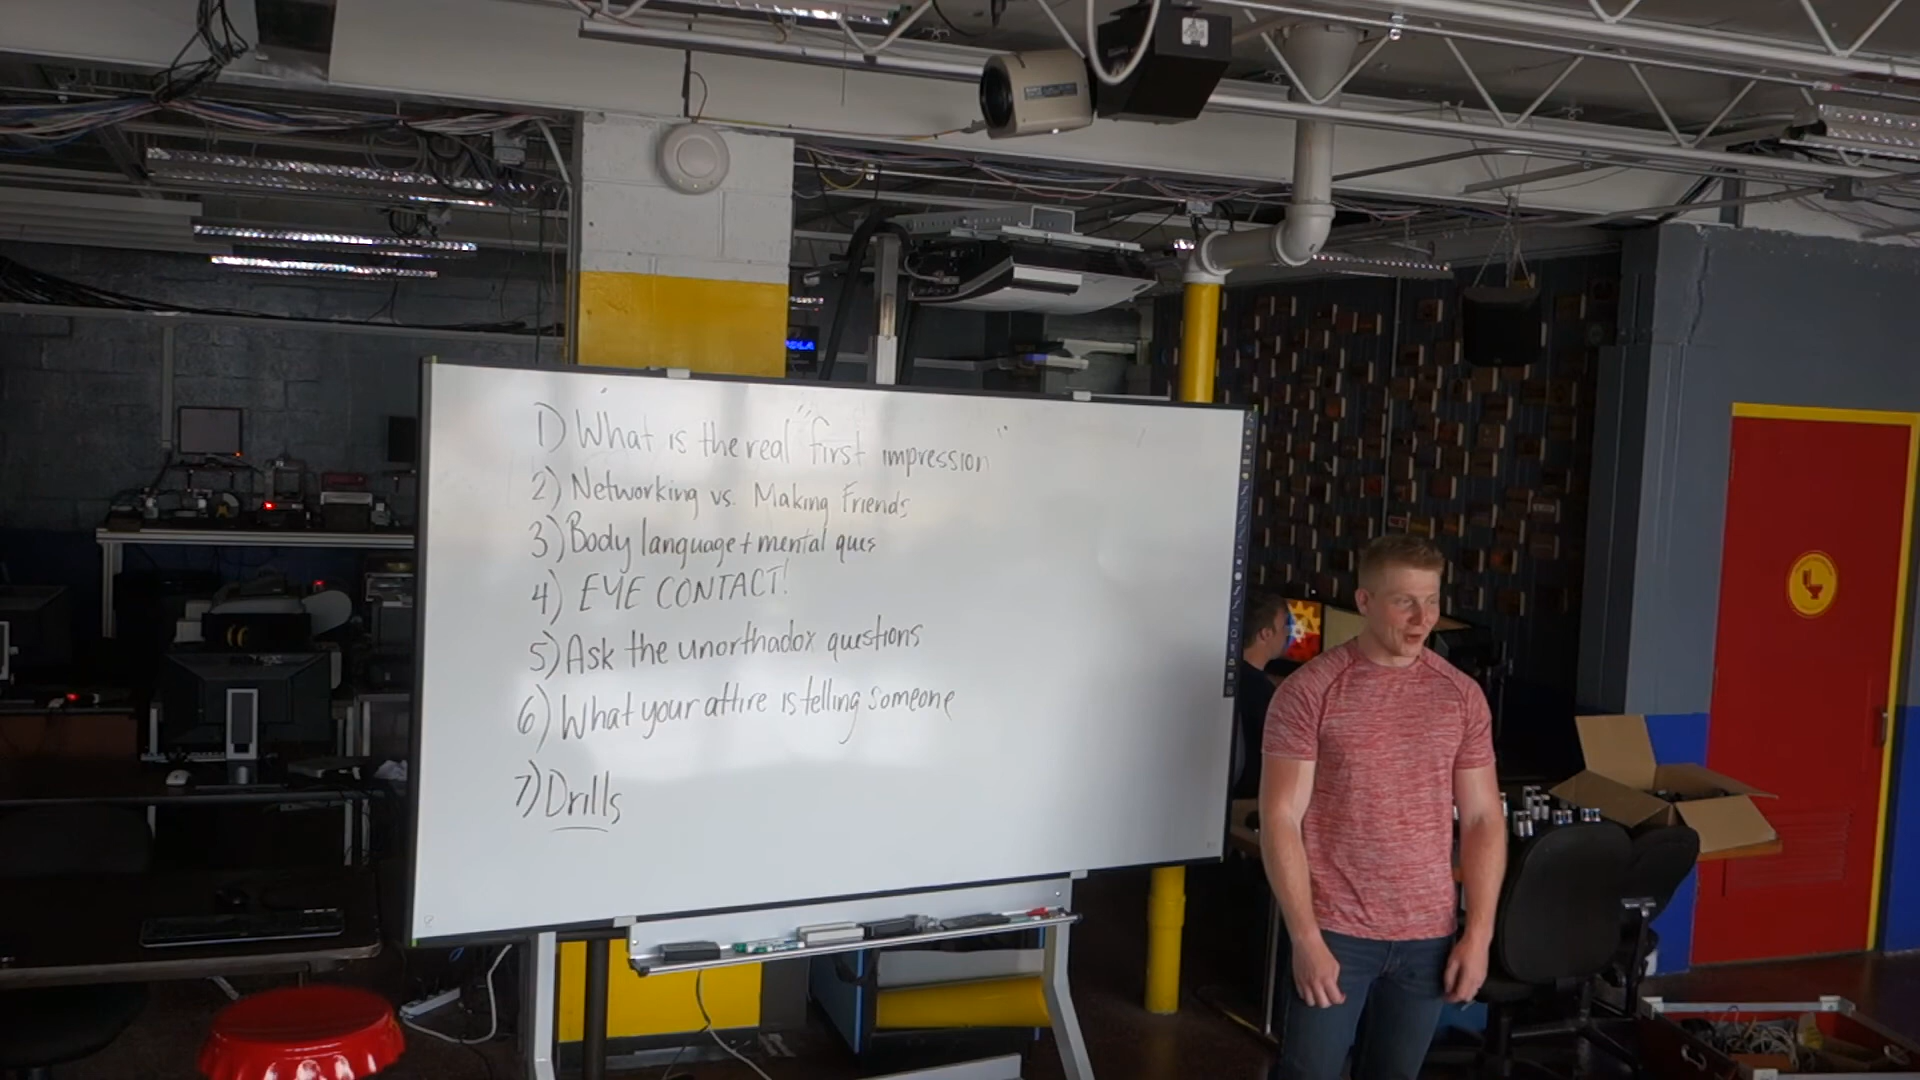 1) What is the real "first impression"
2) Networking vs. Making Friends
3) Body language + mental ques
4) EYE CONTACT!
5) Ask the unorthadox questions
6) What your attire is telling someone
7) Drills